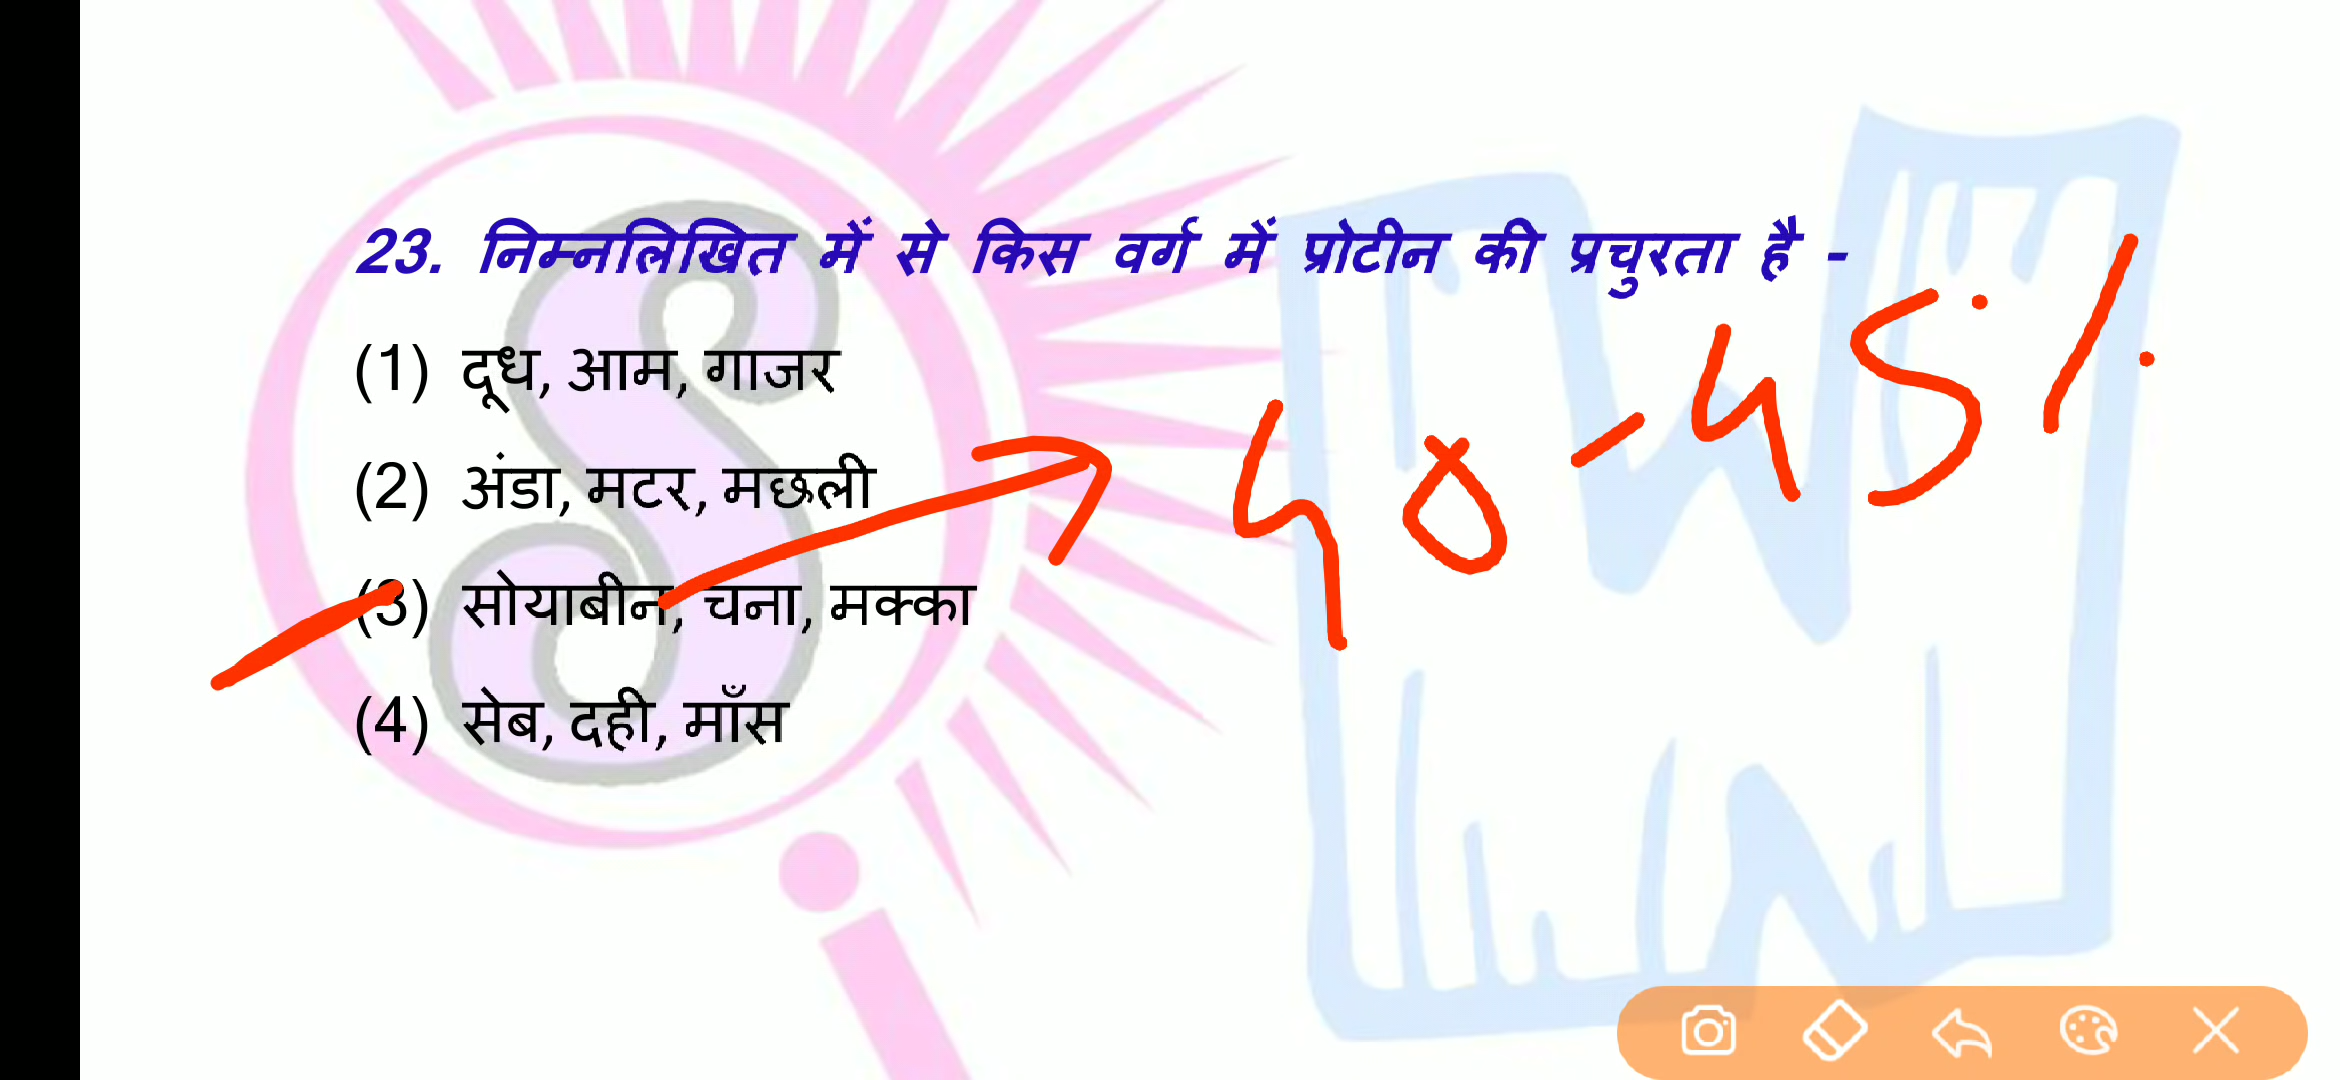 23. निम्नलिखित में से किस वर्ग में प्रोटीन की प्रचुरता है -
(1) दूध, आम, गाजर
(2) अंडा, मटर, मछली
40-45%
(3) सोयाबीन, चना, मक्का
(4) सेब, दही, माँस